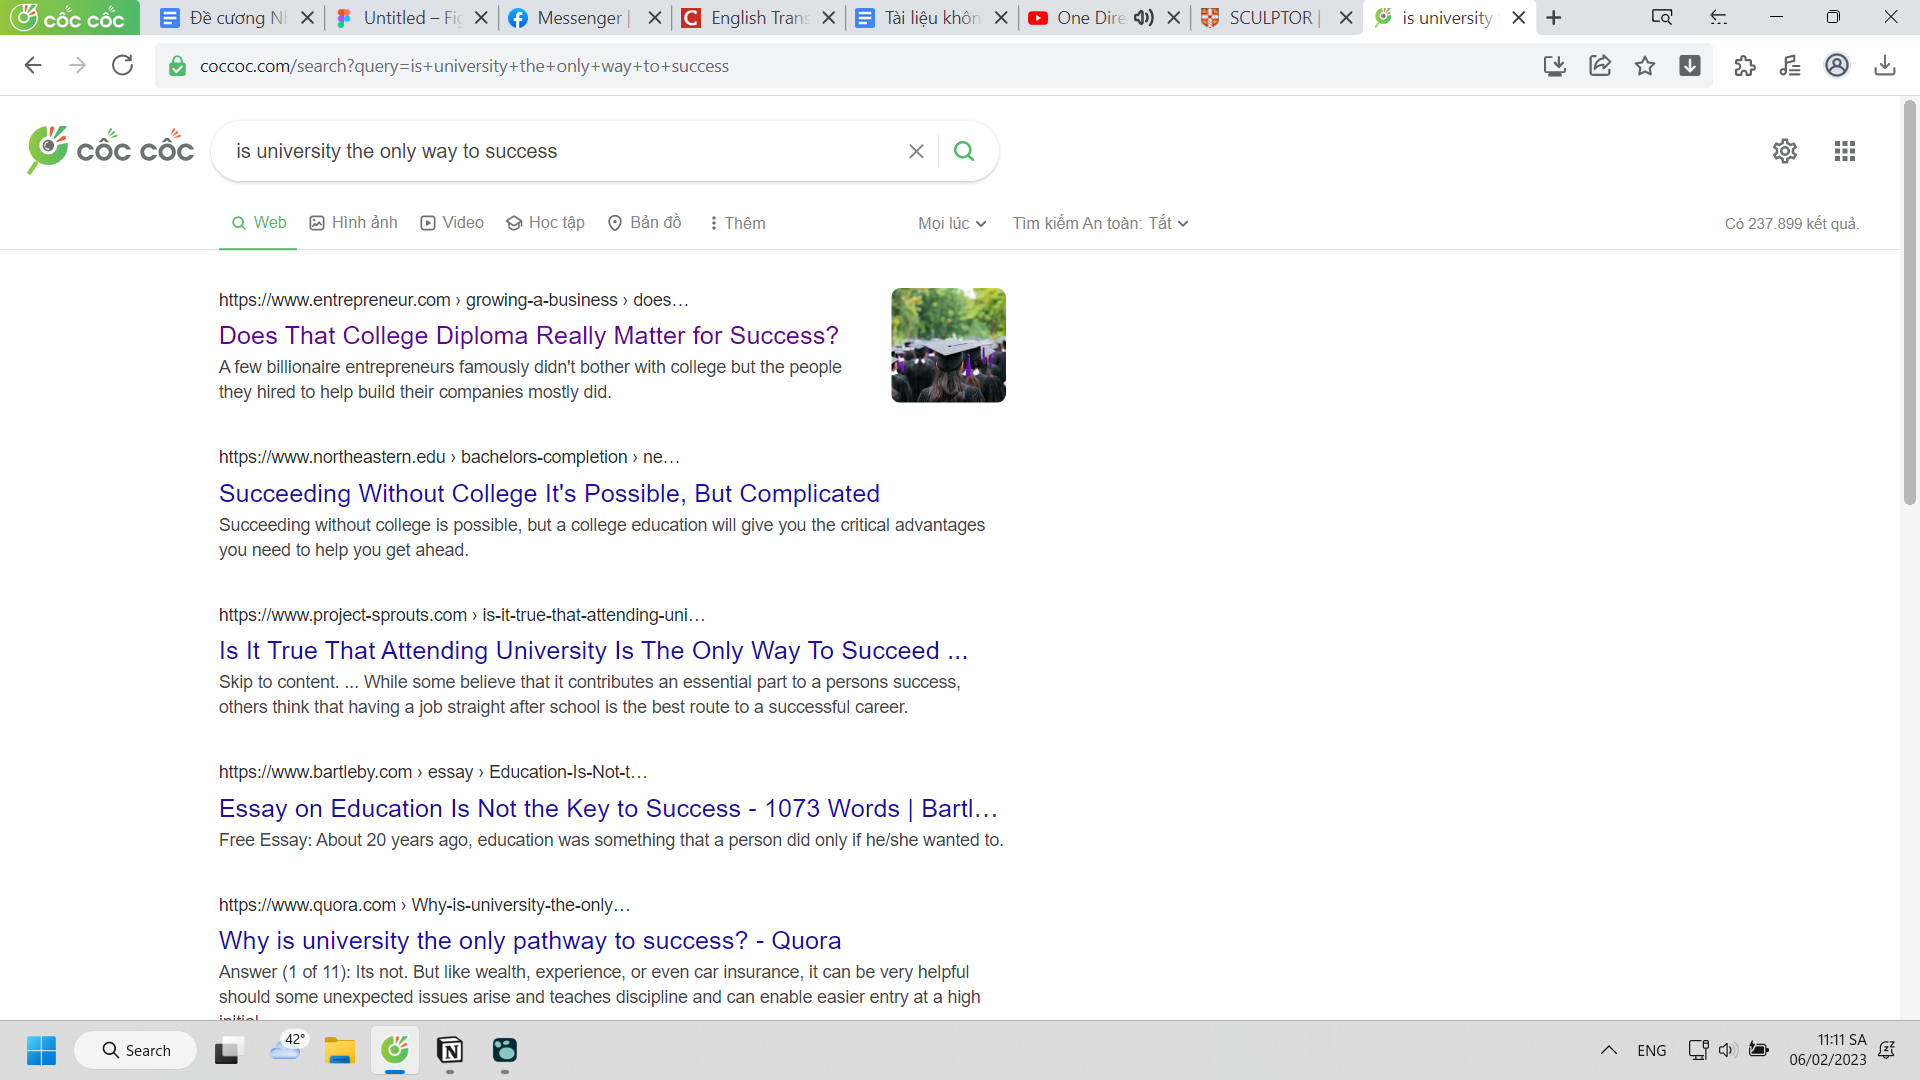 cốc cốc
Đề cương Nh
Untitled – Fig
Messenger |
English Trans
Tài liệu khôn
One Dire
SCULPTOR |
is university
coccoc.com/search?query=is+university+the+only+way+to+success
cốc cốc
is university the only way to success
Web
Hình ảnh
Video
Học tập
Bản đồ
Thêm
Mọi lúc
Tìm kiếm An toàn: Tắt
Có 237.899 kết quả.
https://www.entrepreneur.com › growing-a-business › does…
Does That College Diploma Really Matter for Success?
A few billionaire entrepreneurs famously didn't bother with college but the people
they hired to help build their companies mostly did.
https://www.northeastern.edu › bachelors-completion › ne…
Succeeding Without College It's Possible, But Complicated
Succeeding without college is possible, but a college education will give you the critical advantages
you need to help you get ahead.
https://www.project-sprouts.com › is-it-true-that-attending-uni…
Is It True That Attending University Is The Only Way To Succeed ...
Skip to content. ... While some believe that it contributes an essential part to a persons success,
others think that having a job straight after school is the best route to a successful career.
https://www.bartleby.com › essay › Education-Is-Not-t…
Essay on Education Is Not the Key to Success - 1073 Words | Bartl…
Free Essay: About 20 years ago, education was something that a person did only if he/she wanted to.
https://www.quora.com › Why-is-university-the-only…
Why is university the only pathway to success? - Quora
Answer (1 of 11): Its not. But like wealth, experience, or even car insurance, it can be very helpful
should some unexpected issues arise and teaches discipline and can enable easier entry at a high
initial
Search
42°
ENG
11:11 SA
06/02/2023